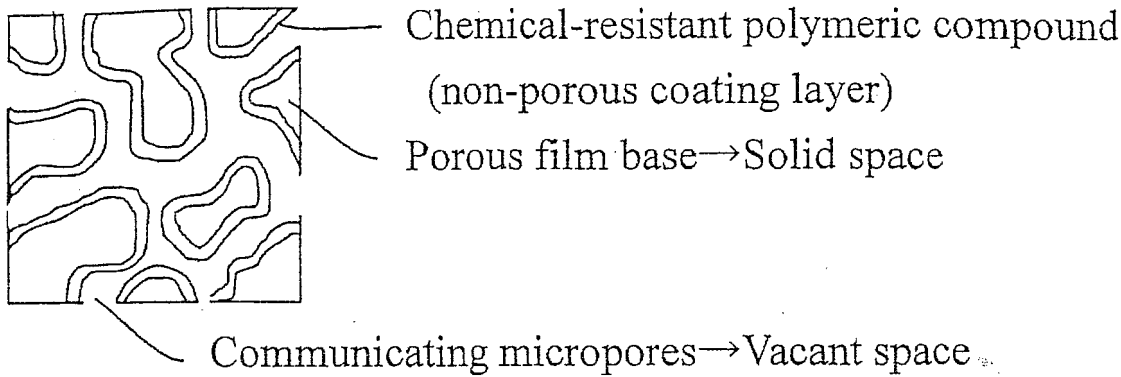 Chemical-resistant polymeric compound
(non-porous coating layer)
Porous film base→Solid space
Communicating micropores→Vacant space